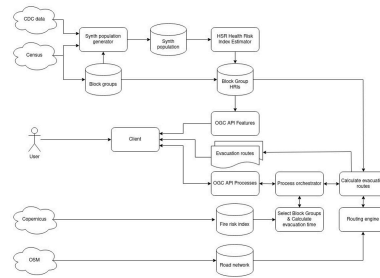 CDC data
Synth population
generator
Synth
population
HSR Health Risk
Index Estimator
Census
Block groups
Block Group
HRIs
OGC API Features
Client
User
Evacuation routes
OGC API Processes
Process orchestrator
Calculate evacuation
routes
Copernicus
Fire risk index
Select Block Groups
& Calculate
evacuation time
Routing engine
OSM
Road network